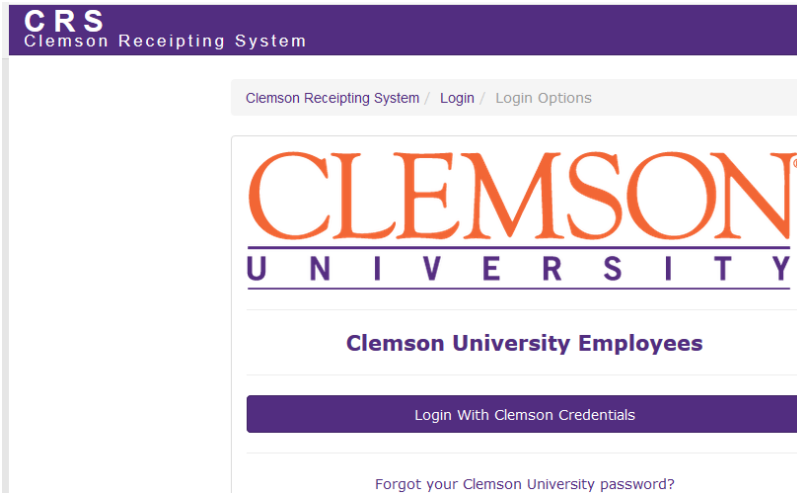 CRS
Clemson Receipting System
Clemson Receipting System / Login / Login Options
CLEMSON®
UNIVERSITY
Clemson University Employees
Login With Clemson Credentials
Forgot your Clemson University password?